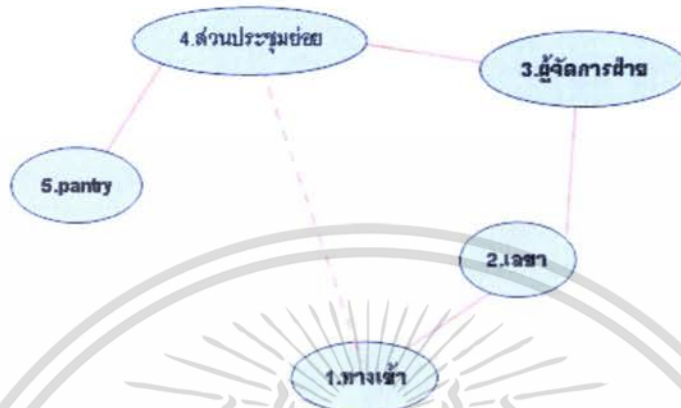 4.ส่วนประชุมย่อย
3.ผู้จัดการฝ่าย
5.pantry
2.เลขา
1.ทางเข้า